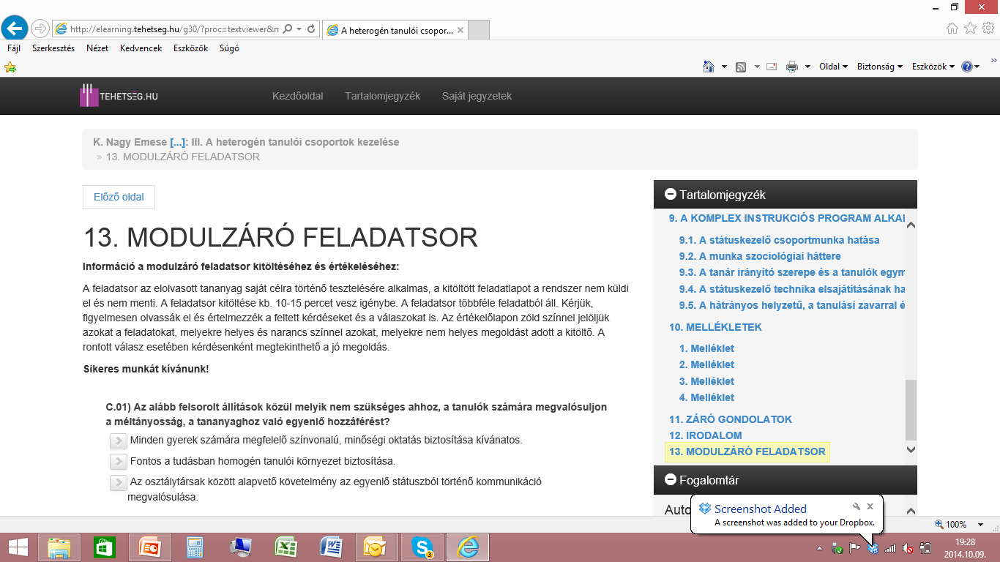 http://elearning.tehetseg.hu/g30/?proc=textviewer&m
A heterogén tanulói csopor...
Fájl Szerkesztés Nézet Kedvencek Eszközök Súgó
Oldal Biztonság Eszközök
TEHETSÉG.HU Kezdőoldal Tartalomjegyzék Saját jegyzetek
K. Nagy Emese [...]: III. A heterogén tanulói csoportok kezelése
» 13. MODULZÁRÓ FELADATSOR
Előző oldal
13. MODULZÁRÓ FELADATSOR
Információ a modulzáró feladatsor kitöltéséhez és értékeléséhez:
A feladatsor az elolvasott tananyag saját célra történő tesztelésére alkalmas, a kitöltött feladatlapot a rendszer nem küldi
el és nem menti. A feladatsor kitöltése kb. 10-15 percet vesz igénybe. A feladatsor többféle feladatból áll. Kérjük,
figyelmesen olvassák el és értelmezzék a feltett kérdéseket és a válaszokat is. Az értékelőlapon zöld színnel jelöljük
azokat a feladatokat, melyekre helyes és narancs színnel azokat, melyekre nem helyes megoldást adott a kitöltő. A
rontott válasz esetében kérdésenként megtekinthető a jó megoldás.
Sikeres munkát kívánunk!
C.01) Az alább felsorolt állítások közül melyik nem szükséges ahhoz, a tanulók számára megvalósuljon
a méltányosság, a tananyaghoz való egyenlő hozzáférést?
Minden gyerek számára megfelelő színvonalú, minőségi oktatás biztosítása kívánatos.
Fontos a tudásban homogén tanulói környezet biztosítása.
Az osztálytársak között alapvető követelmény az egyenlő státuszból történő kommunikáció
megvalósulása.
Tartalomjegyzék
9. A KOMPLEX INSTRUKCIÓS PROGRAM ALKAL
9.1. A státuskezelő csoportmunka hatása
9.2. A munka szociológiai háttere
9.3. A tanár irányító szerepe és a tanulók egym
9.4. A státuskezelő technika elsajátításának ha
9.5. A hátrányos helyzetű, a tanulási zavarral é
10. MELLÉKLETEK
1. Melléklet
2. Melléklet
3. Melléklet
4. Melléklet
11. ZÁRÓ GONDOLATOK
12. IRODALOM
13. MODULZÁRÓ FELADATSOR
Fogalomtár
Auto
Screenshot Added
A screenshot was added to your Dropbox.
100%
3
19:28
2014.10.09.